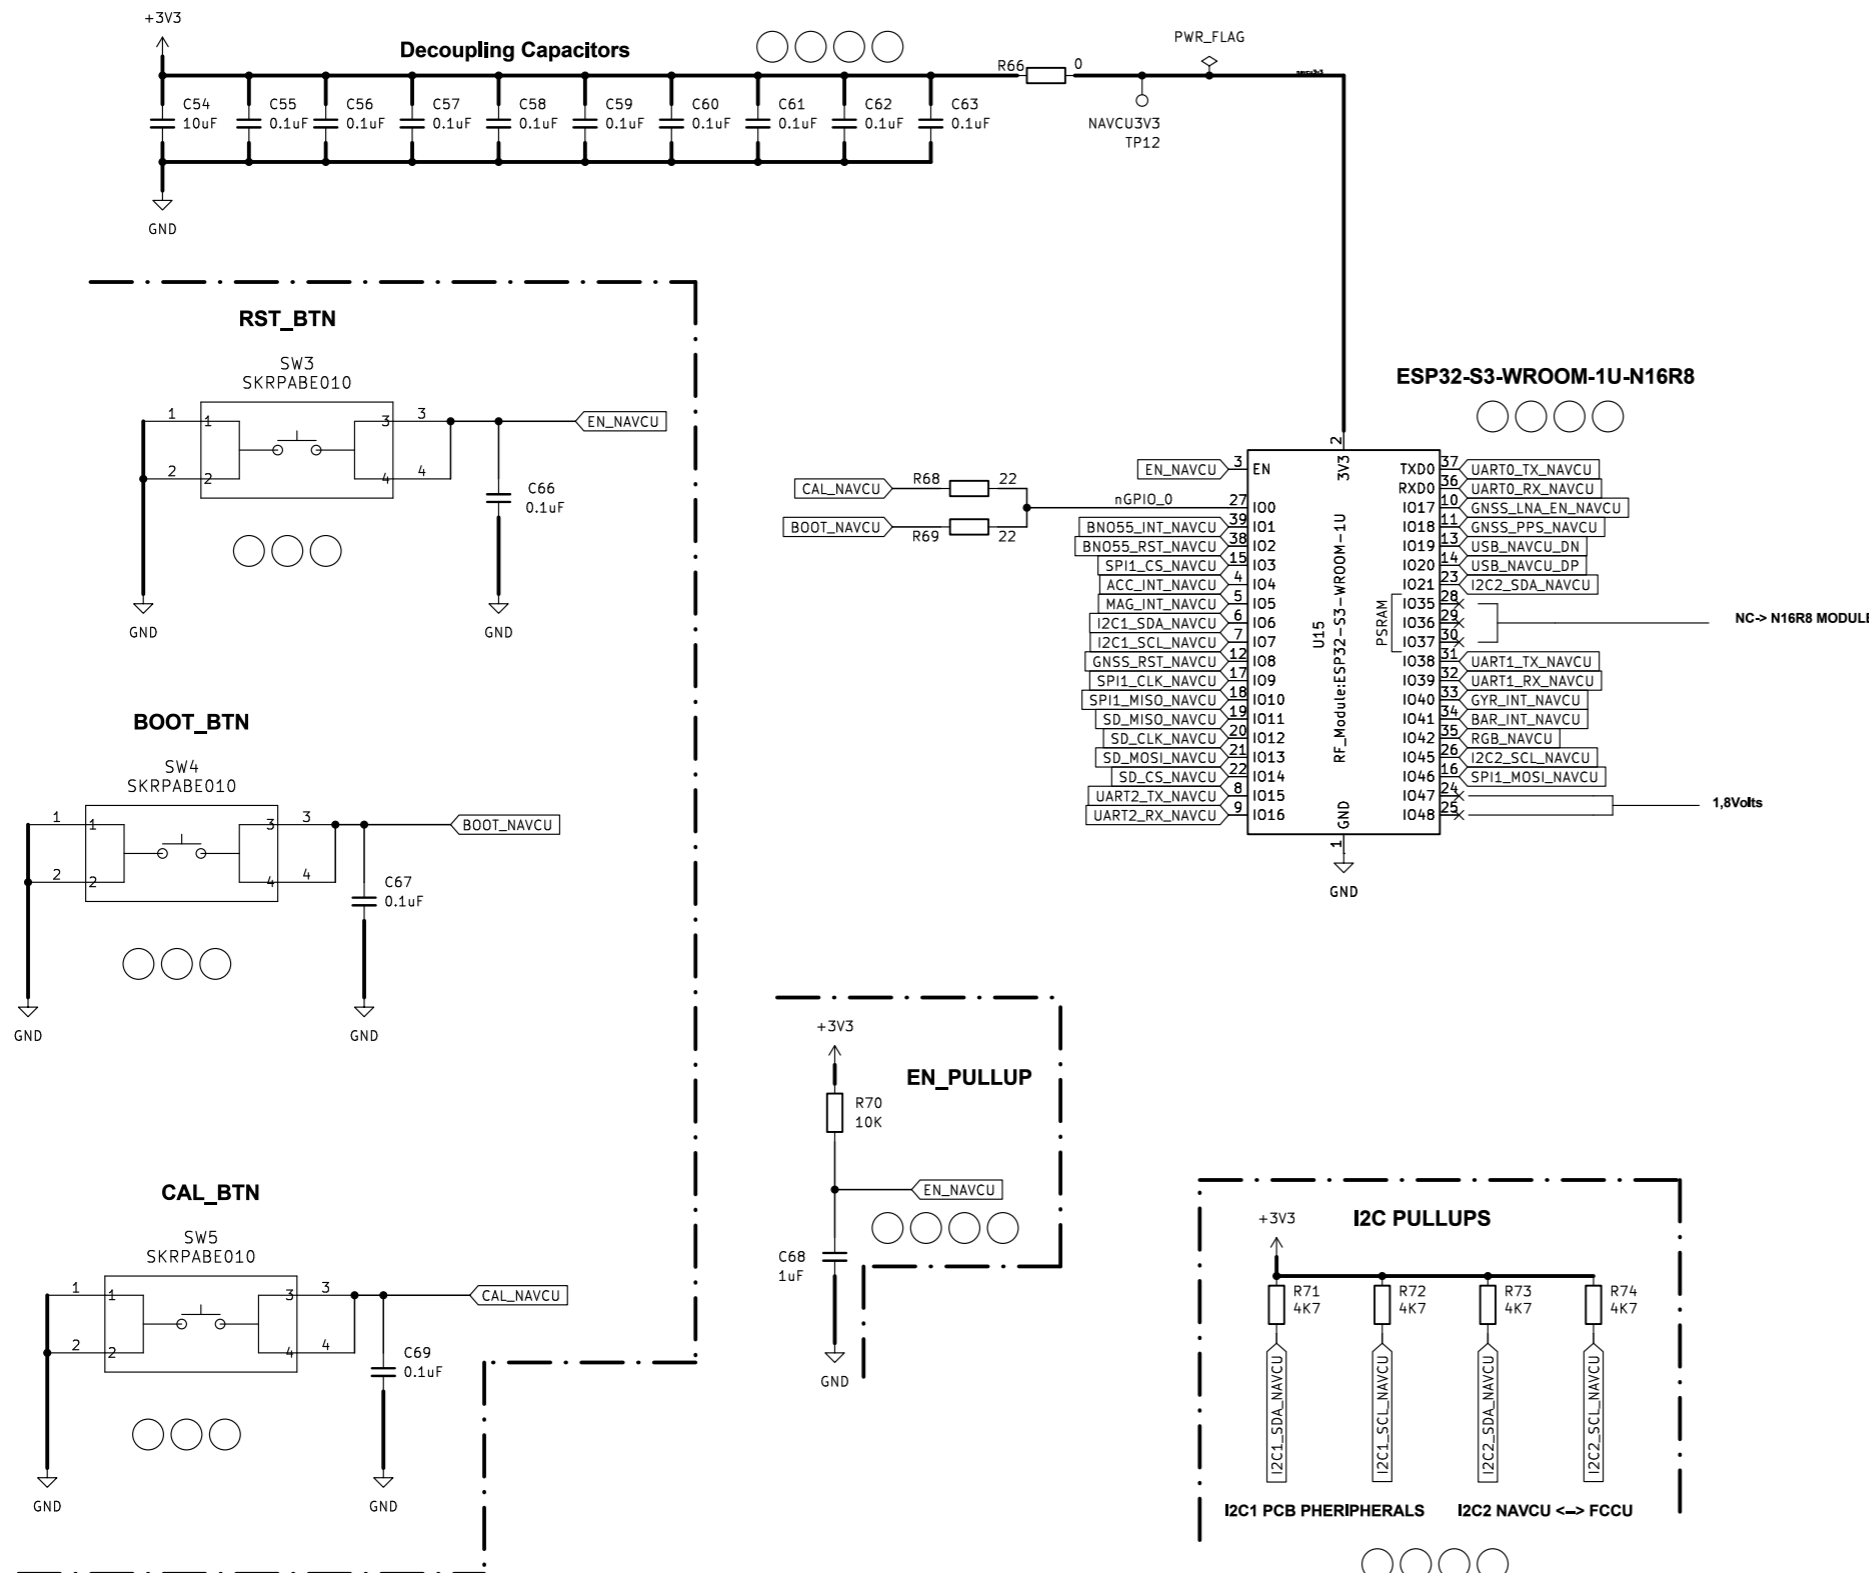 +3V3
Decoupling Capacitors
PWR_FLAG
R66
0
C54
10uF
C55
0.1uF
C56
0.1uF
C57
0.1uF
C58
0.1uF
C59
0.1uF
C60
0.1uF
C61
0.1uF
C62
0.1uF
C63
0.1uF
NAVCU3V3
TP12
GND
RST_BTN
SW3
SKRPABE010
1
1
3
3
EN_NAVCU
2
2
4
4
C66
0.1uF
GND
GND
BOOT_BTN
SW4
SKRPABE010
1
1
3
3
BOOT_NAVCU
2
2
4
4
C67
0.1uF
GND
GND
CAL_BTN
SW5
SKRPABE010
1
1
3
3
CAL_NAVCU
2
2
4
4
C69
0.1uF
GND
GND
ESP32-S3-WROOM-1U-N16R8
CAL_NAVCU
R68
22
nGPIO_0
BOOT_NAVCU
R69
22
2
3V3
EN_NAVCU 3 EN
27 IO0
BNO55_INT_NAVCU 39 IO1
BNO55_RST_NAVCU 38 IO2
SPI1_CS_NAVCU 15 IO3
ACC_INT_NAVCU 4 IO4
MAG_INT_NAVCU 5 IO5
I2C1_SDA_NAVCU 6 IO6
I2C1_SCL_NAVCU 7 IO7
GNSS_RST_NAVCU 12 IO8
SPI1_CLK_NAVCU 17 IO9
SPI1_MISO_NAVCU 18 IO10
SD_MISO_NAVCU 19 IO11
SD_CLK_NAVCU 20 IO12
SD_MOSI_NAVCU 21 IO13
SD_CS_NAVCU 22 IO14
UART2_TX_NAVCU 8 IO15
UART2_RX_NAVCU 9 IO16
U15
RF_Module:ESP32-S3-WROOM-1U
PSRAM
TXD0 37 UART0_TX_NAVCU
RXD0 36 UART0_RX_NAVCU
IO17 10 GNSS_LNA_EN_NAVCU
IO18 11 GNSS_PPS_NAVCU
IO19 13 USB_NAVCU_DN
IO20 14 USB_NAVCU_DP
IO21 23 I2C2_SDA_NAVCU
IO35 28
IO36 29
IO37 30
NC-> N16R8 MODULE
IO38 31 UART1_TX_NAVCU
IO39 32 UART1_RX_NAVCU
IO40 33 GYR_INT_NAVCU
IO41 34 BAR_INT_NAVCU
IO42 35 RGB_NAVCU
IO45 26 I2C2_SCL_NAVCU
IO46 16 SPI1_MOSI_NAVCU
IO47 24
IO48 25
1,8Volts
GND
1
GND
+3V3
EN_PULLUP
R70
10K
EN_NAVCU
C68
1uF
GND
+3V3
I2C PULLUPS
R71
4K7
R72
4K7
R73
4K7
R74
4K7
I2C1_SDA_NAVCU
I2C1_SCL_NAVCU
I2C2_SDA_NAVCU
I2C2_SCL_NAVCU
I2C1 PCB PHERIPHERALS
I2C2 NAVCU <--> FCCU